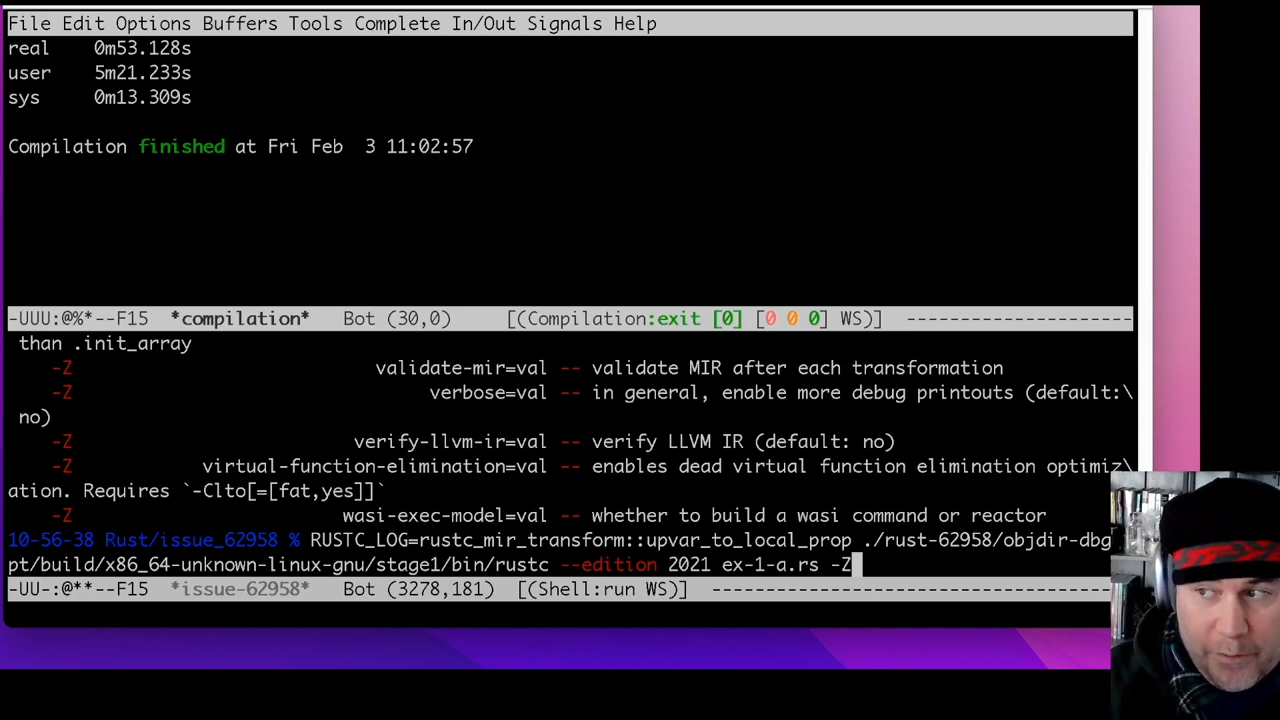 File Edit Options Buffers Tools Complete In/Out Signals Help
real    0m53.128s
user    5m21.233s
sys     0m13.309s
Compilation finished at Fri Feb  3 11:02:57
-UUU:@%*--F15  *compilation*   Bot (30,0)     [(Compilation:exit [0] [0 0 0] WS)] ---------------------
than .init_array
-Z                            validate-mir=val -- validate MIR after each transformation
-Z                                 verbose=val -- in general, enable more debug printouts (default:\
no)
-Z                          verify-llvm-ir=val -- verify LLVM IR (default: no)
-Z            virtual-function-elimination=val -- enables dead virtual function elimination optimiz\
ation. Requires `-Clto[=[fat,yes]]`
-Z                         wasi-exec-model=val -- whether to build a wasi command or reactor
10-56-38 Rust/issue_62958 % RUSTC_LOG=rustc_mir_transform::upvar_to_local_prop ./rust-62958/objdir-dbg
pt/build/x86_64-unknown-linux-gnu/stage1/bin/rustc --edition 2021 ex-1-a.rs -Z
-UU-:@**--F15  *issue-62958*   Bot (3278,181)  [(Shell:run WS)] -------------------------------------